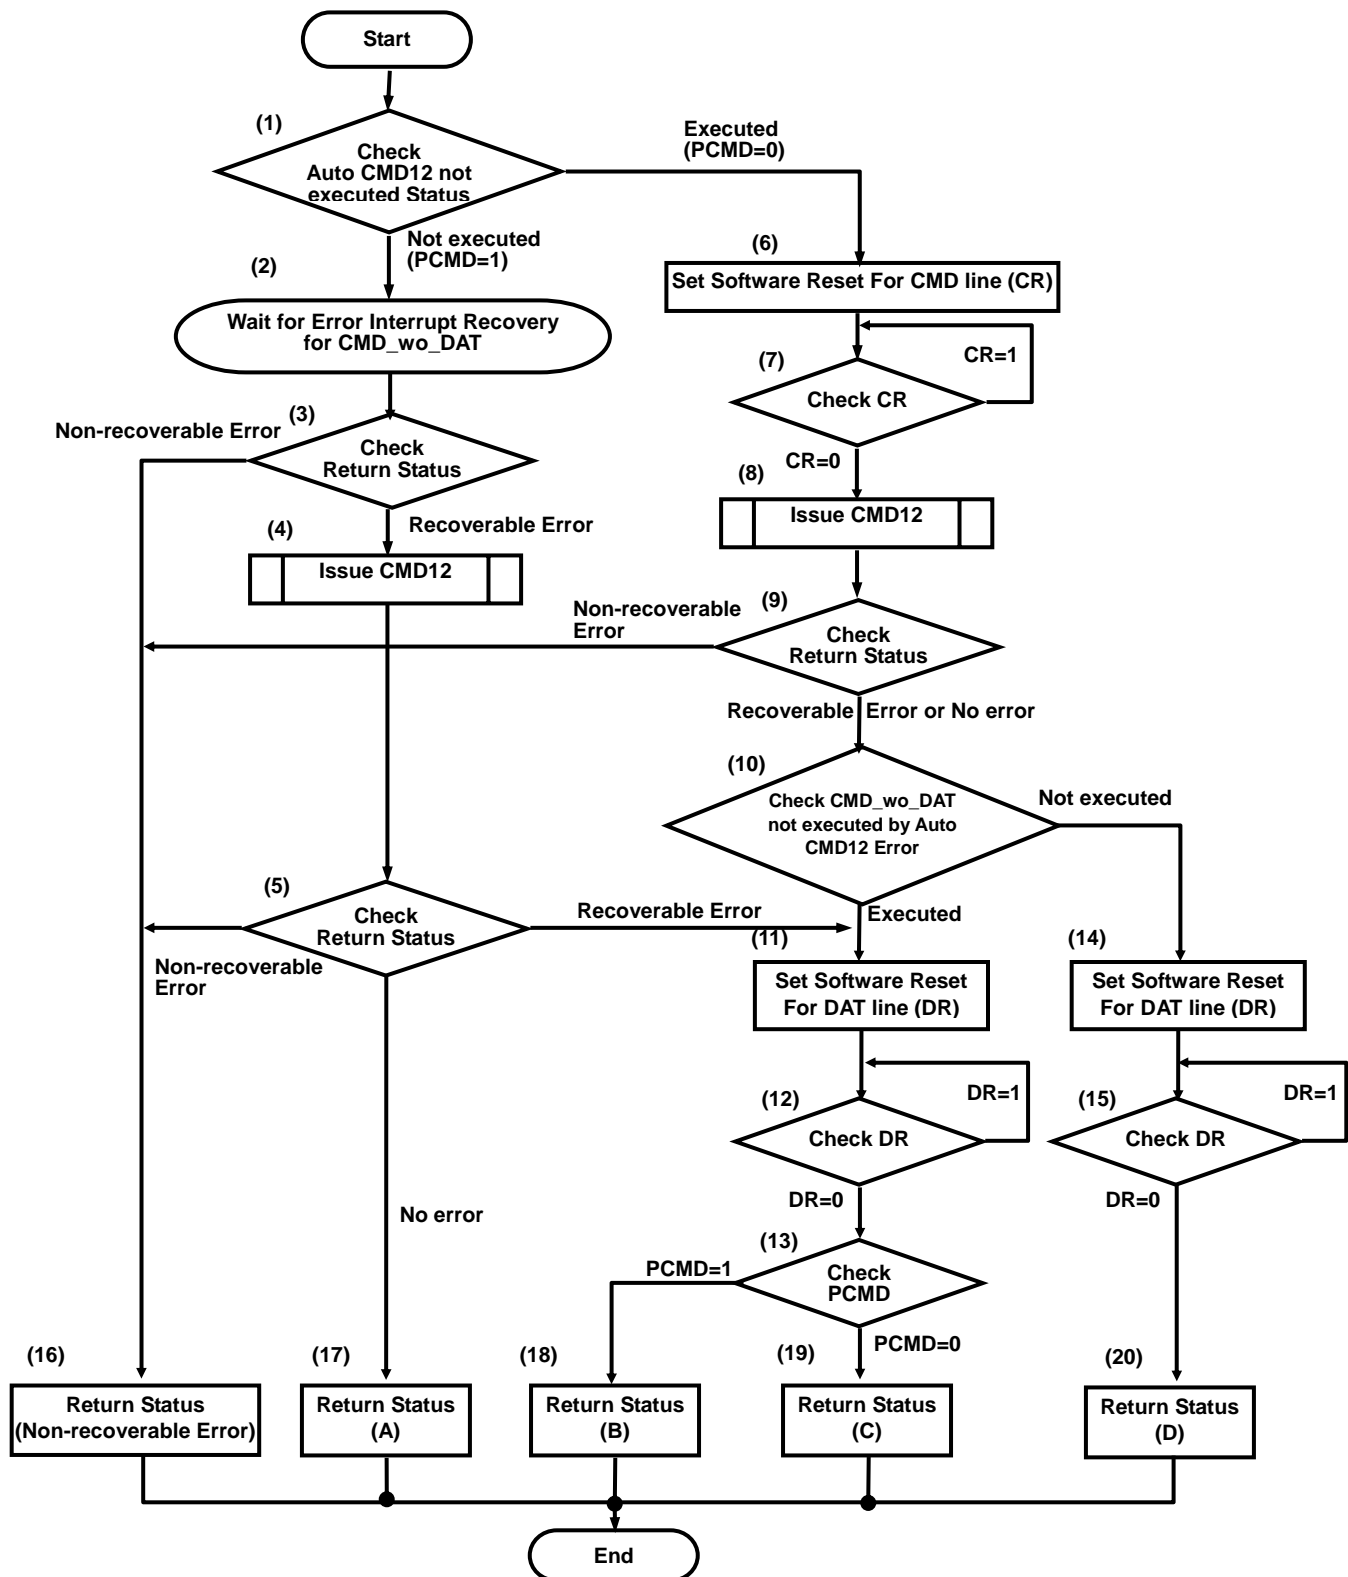 Start
(1)
Check
Auto CMD12 not
executed Status
Executed
(PCMD=0)
Not executed
(PCMD=1)
(2)
Wait for Error Interrupt Recovery
for CMD_wo_DAT
(6)
Set Software Reset For CMD line (CR)
CR=1
(7)
Check CR
CR=0
(3)
Non-recoverable Error
Check
Return Status
Recoverable Error
(4)
Issue CMD12
(8)
Issue CMD12
(9)
Non-recoverable
Error
Check
Return Status
Recoverable Error or No error
(10)
Check CMD_wo_DAT
not executed by Auto
CMD12 Error
Not executed
Executed
(5)
Check
Return Status
Recoverable Error
Non-recoverable
Error
(11)
Set Software Reset
For DAT line (DR)
(14)
Set Software Reset
For DAT line (DR)
DR=1
(12)
Check DR
DR=0
DR=1
(15)
Check DR
DR=0
No error
(13)
PCMD=1
Check
PCMD
PCMD=0
(16)
Return Status
(Non-recoverable Error)
(17)
Return Status
(A)
(18)
Return Status
(B)
(19)
Return Status
(C)
(20)
Return Status
(D)
End